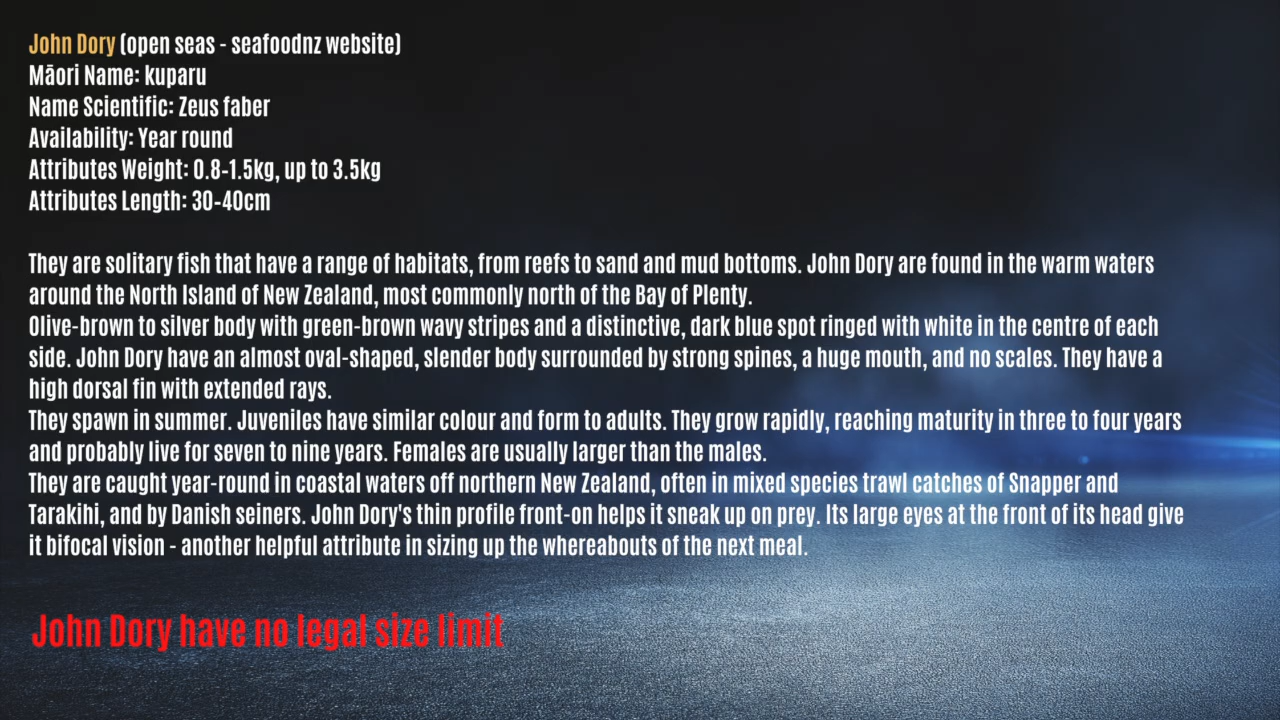 John Dory (open seas - seafoodnz website)
Māori Name: kuparu
Name Scientific: Zeus faber
Availability: Year round
Attributes Weight: 0.8-1.5kg, up to 3.5kg
Attributes Length: 30-40cm
They are solitary fish that have a range of habitats, from reefs to sand and mud bottoms. John Dory are found in the warm waters
around the North Island of New Zealand, most commonly north of the Bay of Plenty.
Olive-brown to silver body with green-brown wavy stripes and a distinctive, dark blue spot ringed with white in the centre of each
side. John Dory have an almost oval-shaped, slender body surrounded by strong spines, a huge mouth, and no scales. They have a
high dorsal fin with extended rays.
They spawn in summer. Juveniles have similar colour and form to adults. They grow rapidly, reaching maturity in three to four years
and probably live for seven to nine years. Females are usually larger than the males.
They are caught year-round in coastal waters off northern New Zealand, often in mixed species trawl catches of Snapper and
Tarakihi, and by Danish seiners. John Dory's thin profile front-on helps it sneak up on prey. Its large eyes at the front of its head give
it bifocal vision - another helpful attribute in sizing up the whereabouts of the next meal.
John Dory have no legal size limit